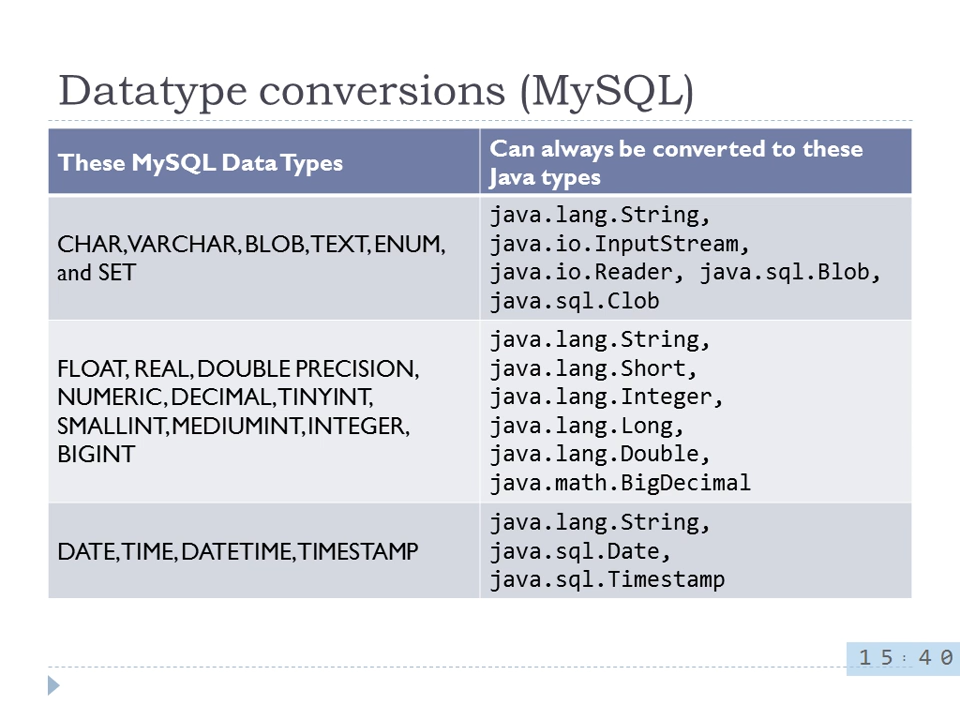 Datatype conversions (MySQL)
These MySQL Data Types
Can always be converted to these
Java types
CHAR, VARCHAR, BLOB, TEXT, ENUM,
and SET
java.lang.String,
java.io.InputStream,
java.io.Reader, java.sql.Blob,
java.sql.Clob
FLOAT, REAL, DOUBLE PRECISION,
NUMERIC, DECIMAL, TINYINT,
SMALLINT, MEDIUMINT, INTEGER,
BIGINT
java.lang.String,
java.lang.Short,
java.lang.Integer,
java.lang.Long,
java.lang.Double,
java.math.BigDecimal
DATE, TIME, DATETIME, TIMESTAMP
java.lang.String,
java.sql.Date,
java.sql.Timestamp
15:40